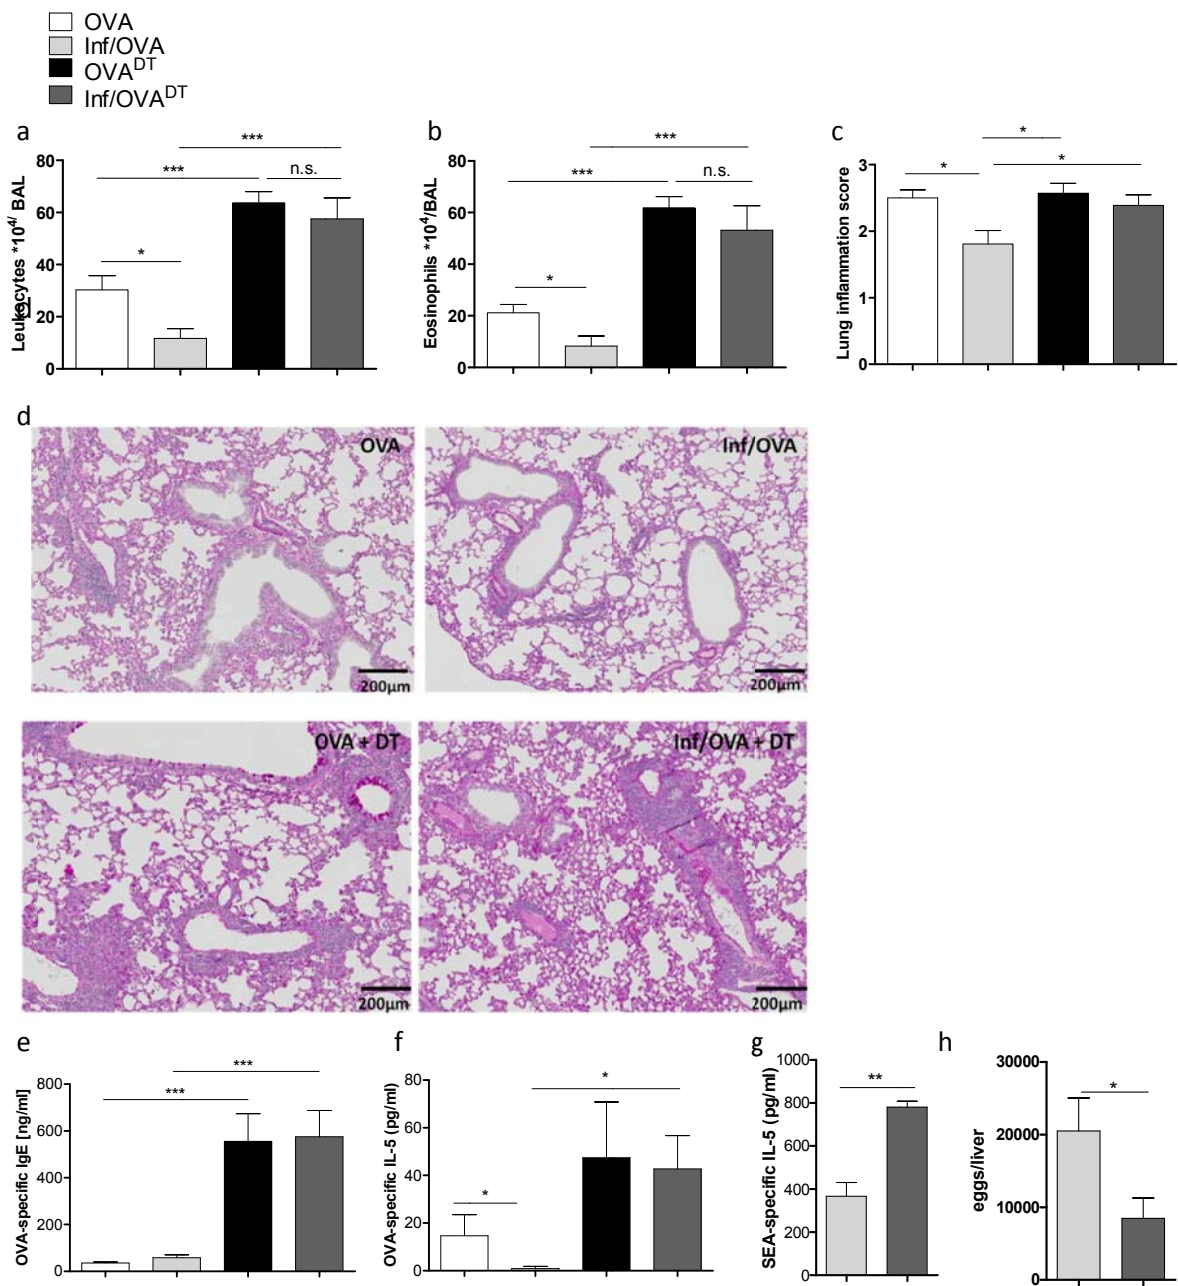 OVA
Inf/OVA
OVA^DT
Inf/OVA^DT
a
Leukocytes *10^4/ BAL
80
60
40
20
0
***
***
n.s.
*
b
Eosinophils *10^4/BAL
80
60
40
20
0
***
***
n.s.
*
c
Lung inflammation score
3
2
1
0
*
*
*
d
OVA
200µm
Inf/OVA
200µm
OVA + DT
200µm
Inf/OVA + DT
200µm
e
OVA-specific IgE [ng/ml]
800
600
400
200
0
***
***
f
OVA-specific IL-5 (pg/ml)
80
60
40
20
0
*
*
g
SEA-specific IL-5 (pg/ml)
1000
800
600
400
200
0
**
h
eggs/liver
30000
20000
10000
0
*